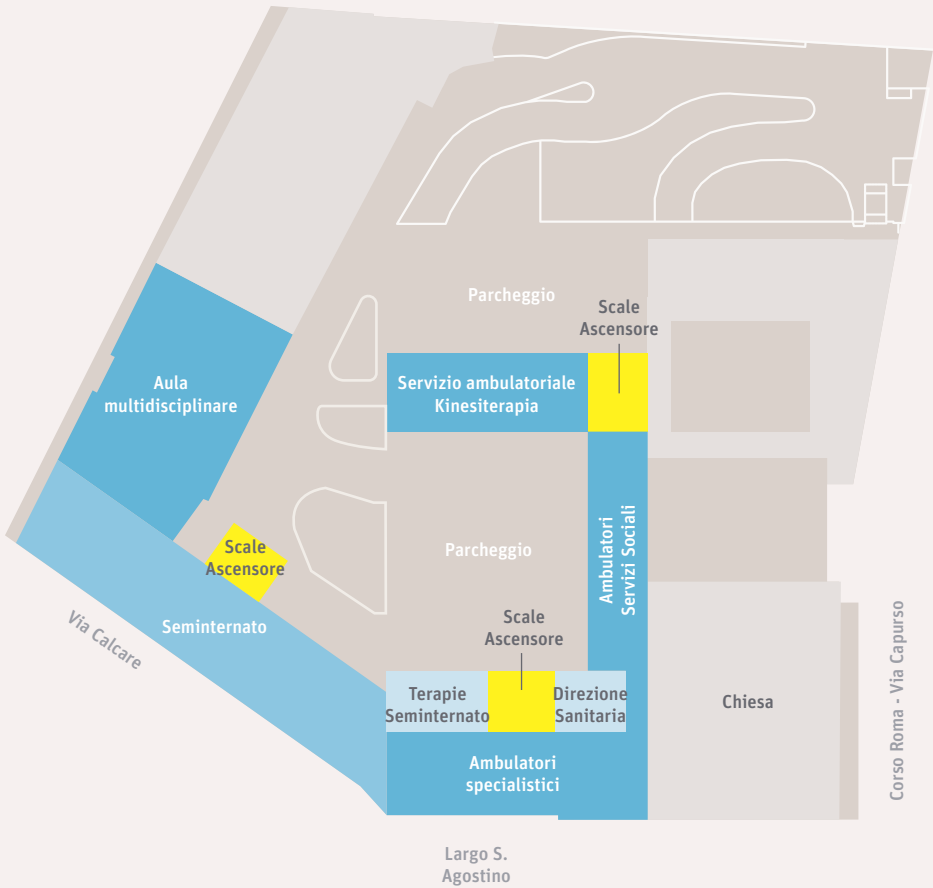 Parcheggio
Scale
Ascensore
Servizio ambulatoriale
Kinesiterapia
Aula
multidisciplinare
Ambulatori
Servizi Sociali
Parcheggio
Scale
Ascensore
Seminternato
Via Calcare
Scale
Ascensore
Terapie
Seminternato
Direzione
Sanitaria
Chiesa
Corso Roma - Via Capurso
Ambulatori
specialistici
Largo S.
Agostino